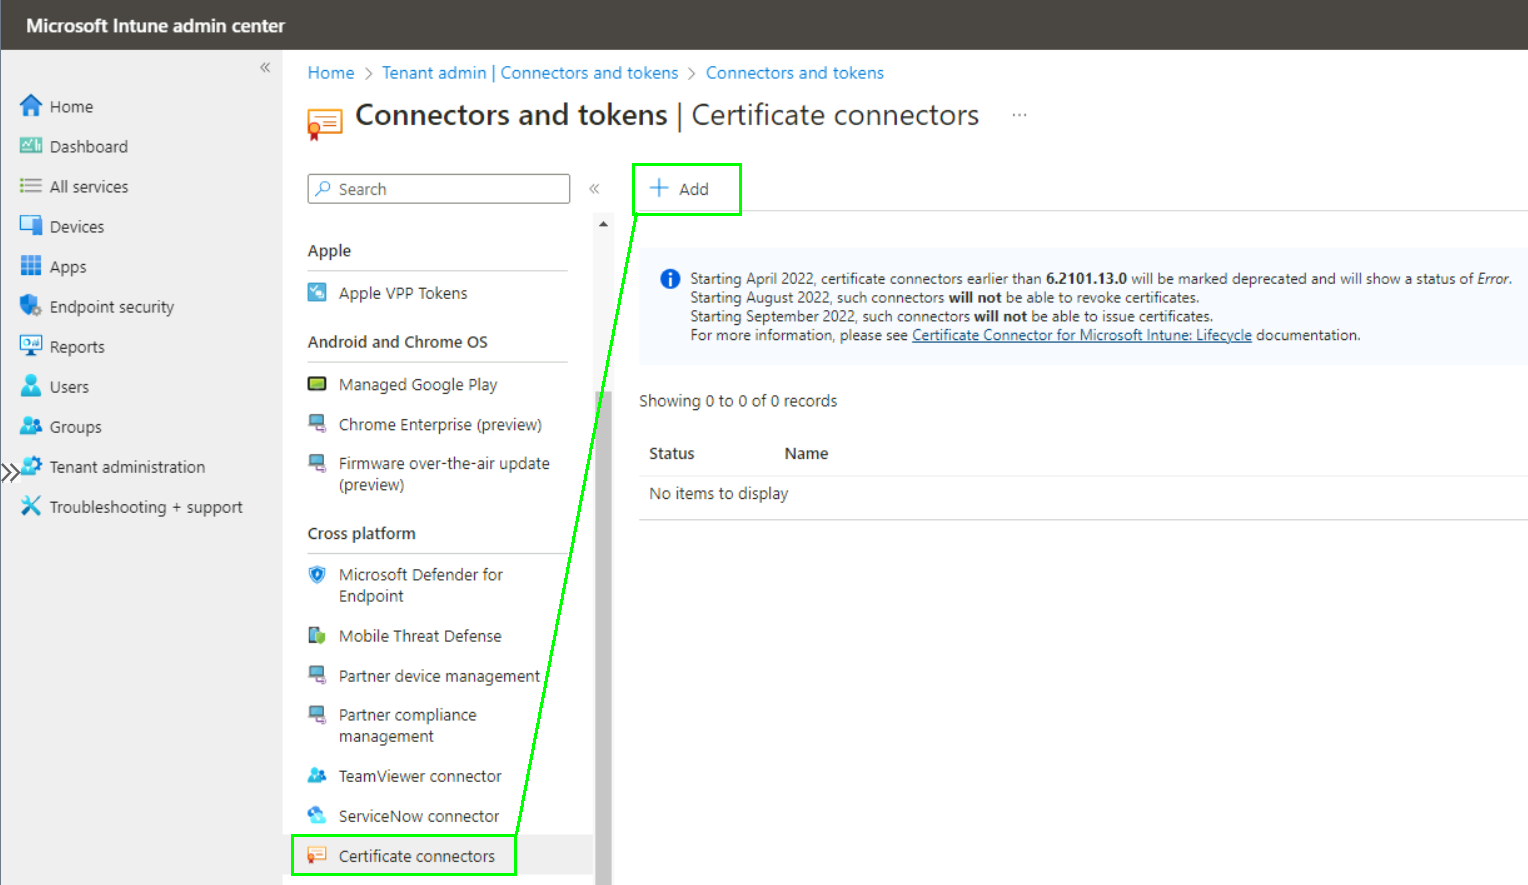 Microsoft Intune admin center
«
Home
Dashboard
All services
Devices
Apps
Endpoint security
Reports
Users
Groups
Tenant administration
Troubleshooting + support
Home > Tenant admin | Connectors and tokens > Connectors and tokens
Connectors and tokens | Certificate connectors ...
Search
«
Apple
Apple VPP Tokens
Android and Chrome OS
Managed Google Play
Chrome Enterprise (preview)
Firmware over-the-air update
(preview)
Cross platform
Microsoft Defender for
Endpoint
Mobile Threat Defense
Partner device management
Partner compliance
management
TeamViewer connector
ServiceNow connector
Certificate connectors
+ Add
Starting April 2022, certificate connectors earlier than 6.2101.13.0 will be marked deprecated and will show a status of Error.
Starting August 2022, such connectors will not be able to revoke certificates.
Starting September 2022, such connectors will not be able to issue certificates.
For more information, please see Certificate Connector for Microsoft Intune: Lifecycle documentation.
Showing 0 to 0 of 0 records
Status Name
No items to display